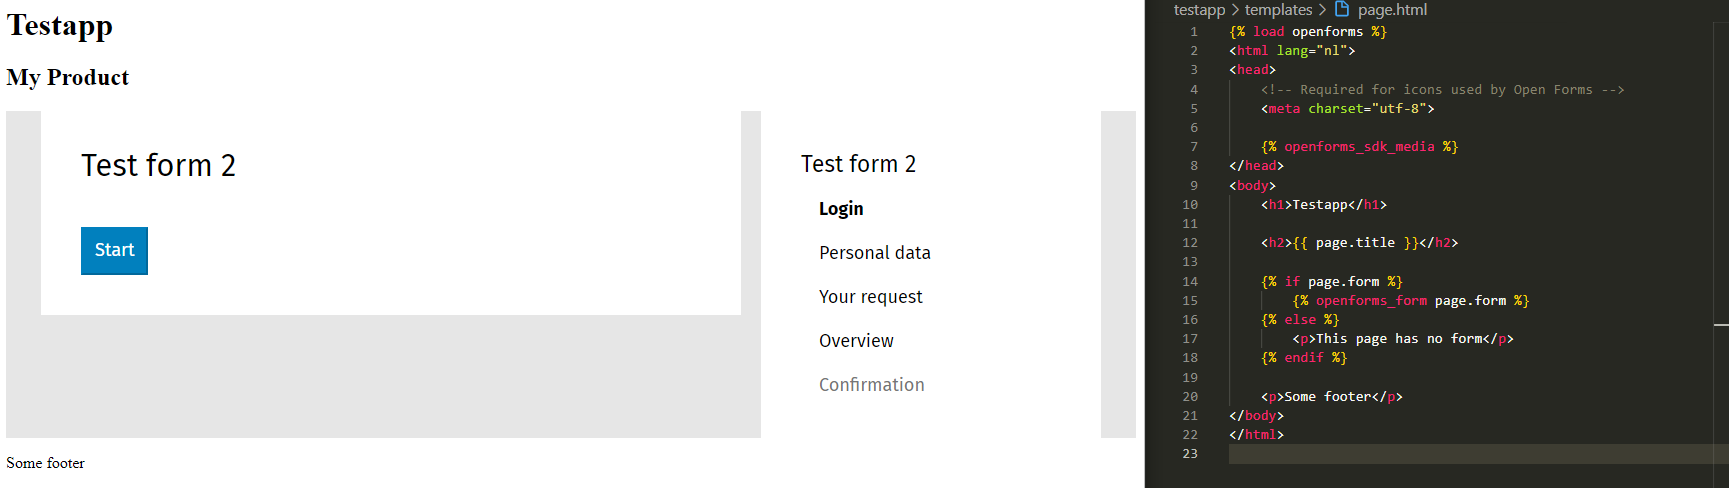 Testapp
My Product
Test form 2
Start
Test form 2
Login
Personal data
Your request
Overview
Confirmation
Some footer
testapp > templates > page.html
1 {% load openforms %}
2 <html lang="nl">
3 <head>
4     <!-- Required for icons used by Open Forms -->
5     <meta charset="utf-8">
6
7     {% openforms_sdk_media %}
8 </head>
9 <body>
10     <h1>Testapp</h1>
11
12     <h2>{{ page.title }}</h2>
13
14     {% if page.form %}
15         {% openforms_form page.form %}
16     {% else %}
17         <p>This page has no form</p>
18     {% endif %}
19
20     <p>Some footer</p>
21 </body>
22 </html>
23